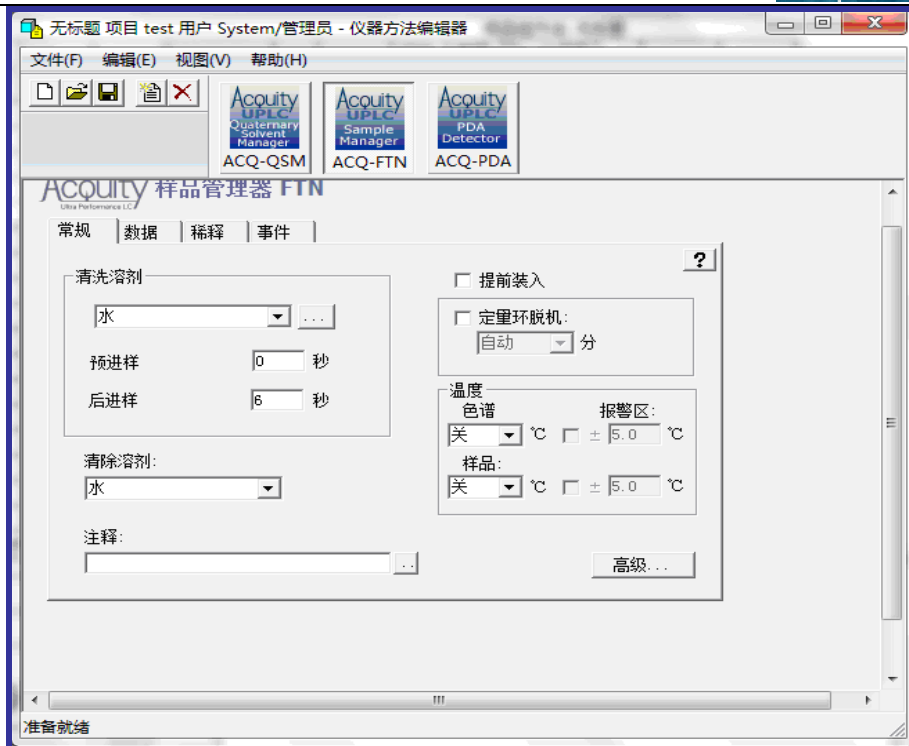 无标题 项目 test 用户 System/管理员 - 仪器方法编辑器
文件(F) 编辑(E) 视图(V) 帮助(H)
Acquity UPLC Quaternary Solvent Manager
ACQ-QSM
Acquity UPLC Sample Manager
ACQ-FTN
Acquity UPLC PDA Detector
ACQ-PDA
Acquity 样品管理器 FTN
Ultra Performance LC
常规 数据 稀释 事件
?
清洗溶剂
水 ...
预进样 0 秒
后进样 6 秒
清除溶剂:
水
注释:
..
提前装入
定量环脱机:
自动 分
温度
色谱 报警区:
关 ℃ ± 5.0 ℃
样品:
关 ℃ ± 5.0 ℃
高级...
准备就绪